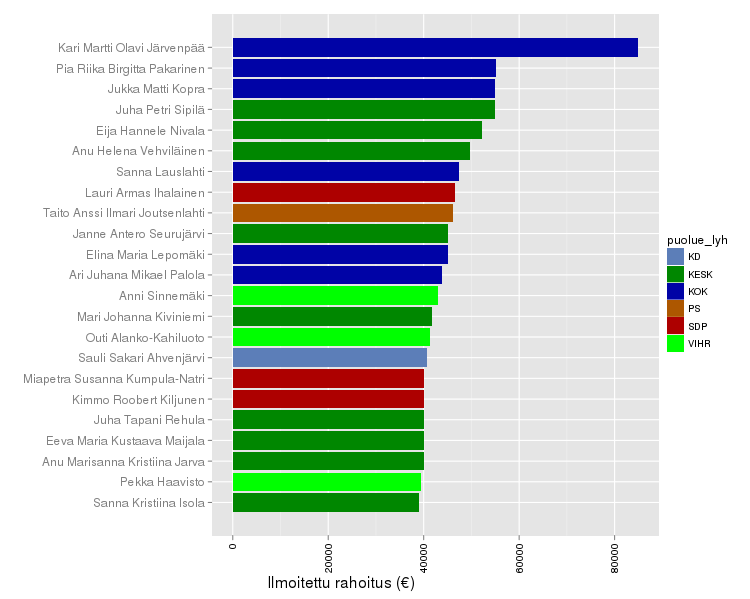 Kari Martti Olavi Järvenpää
Pia Riika Birgitta Pakarinen
Jukka Matti Kopra
Juha Petri Sipilä
Eija Hannele Nivala
Anu Helena Vehviläinen
Sanna Lauslahti
Lauri Armas Ihalainen
Taito Anssi Ilmari Joutsenlahti
Janne Antero Seurujärvi
Elina Maria Lepomäki
Ari Juhana Mikael Palola
Anni Sinnemäki
Mari Johanna Kiviniemi
Outi Alanko-Kahiluoto
Sauli Sakari Ahvenjärvi
Miapetra Susanna Kumpula-Natri
Kimmo Roobert Kiljunen
Juha Tapani Rehula
Eeva Maria Kustaava Maijala
Anu Marisanna Kristiina Jarva
Pekka Haavisto
Sanna Kristiina Isola
0
20000
40000
60000
80000
Ilmoitettu rahoitus (€)
puolue_lyh
KD
KESK
KOK
PS
SDP
VIHR